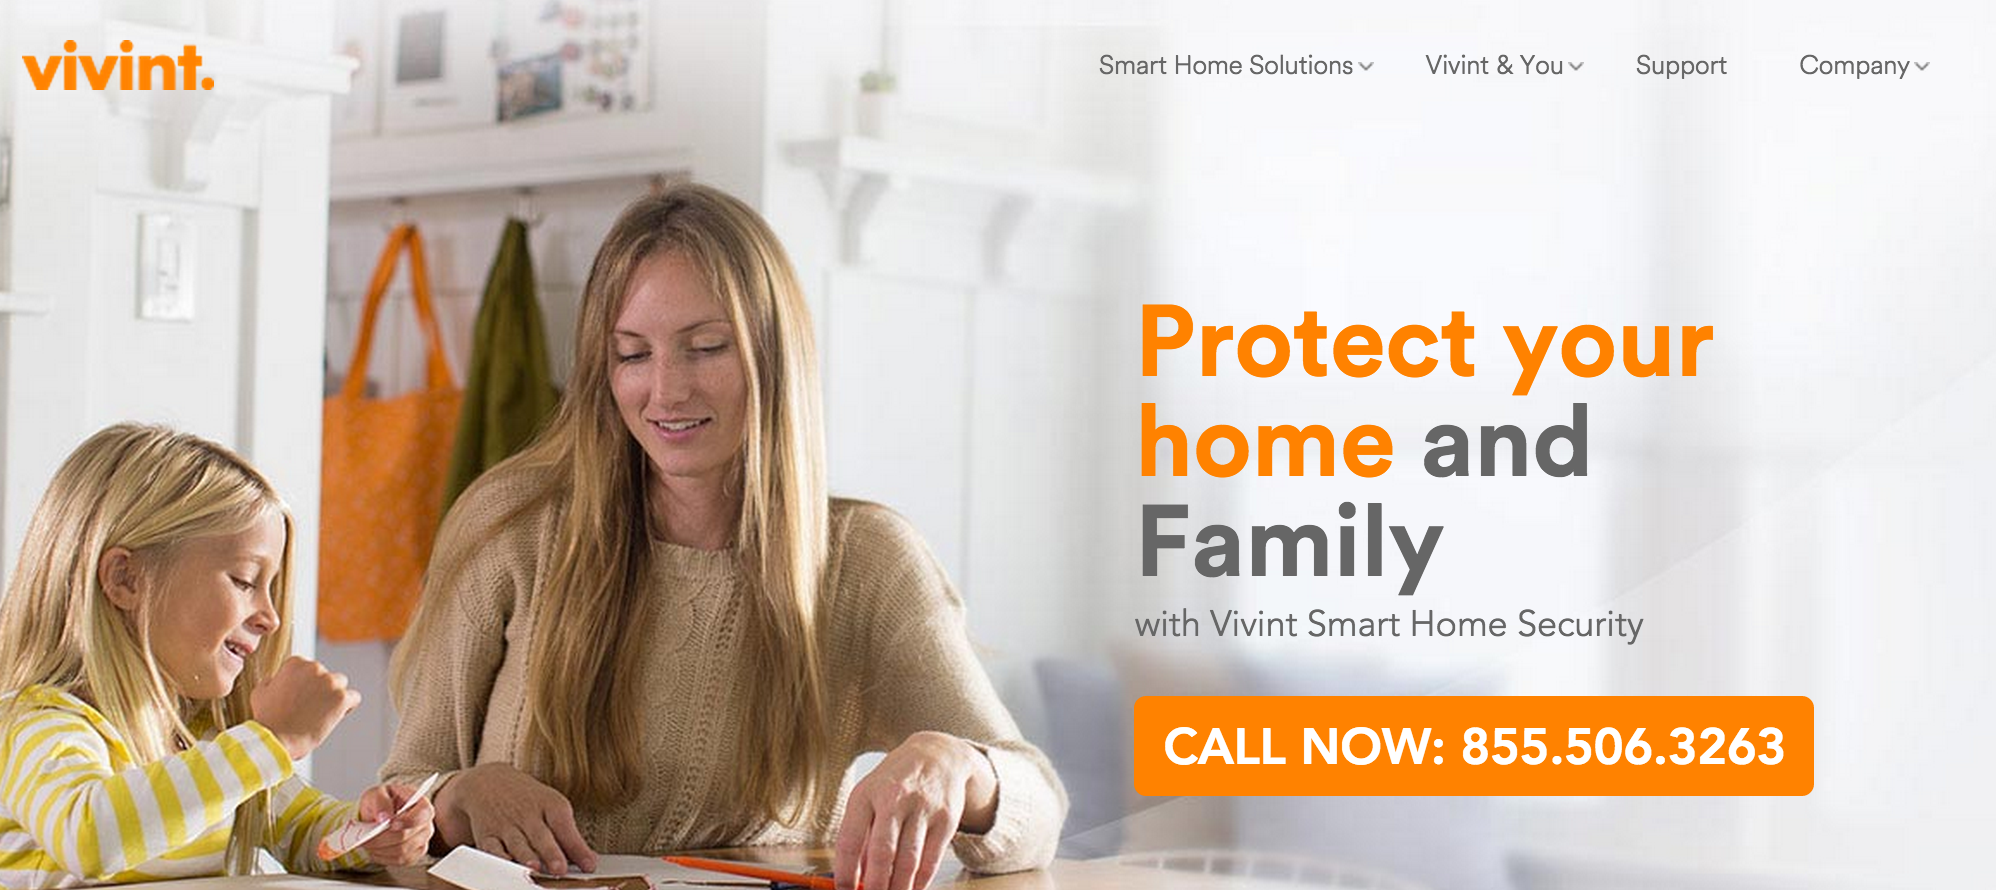 vivint.
Smart Home Solutions
Vivint & You
Support
Company
Protect your
home and
Family
with Vivint Smart Home Security
CALL NOW: 855.506.3263